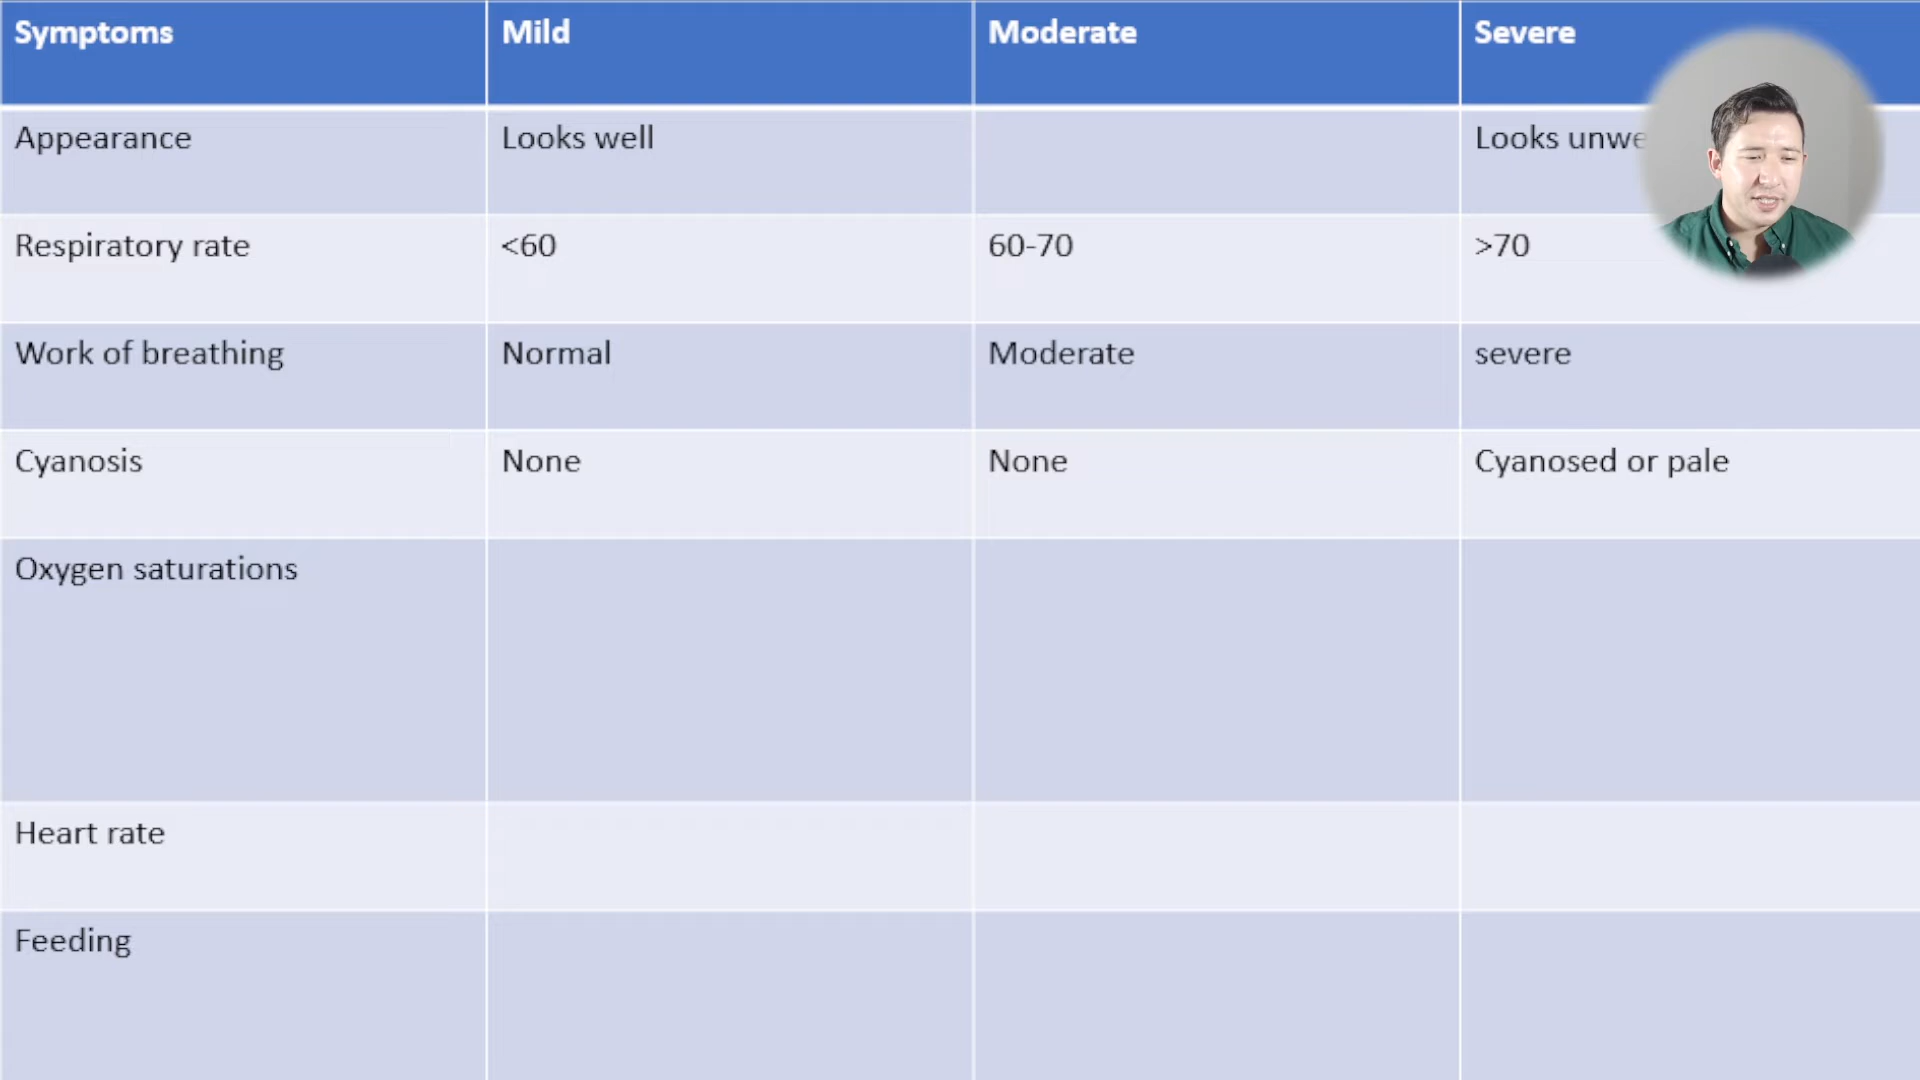 Symptoms Mild Moderate Severe
Appearance Looks well Looks
Respiratory rate <60 60-70 >70
Work of breathing Normal Moderate severe
Cyanosis None None Cyanosed or pale
Oxygen saturations
Heart rate
Feeding